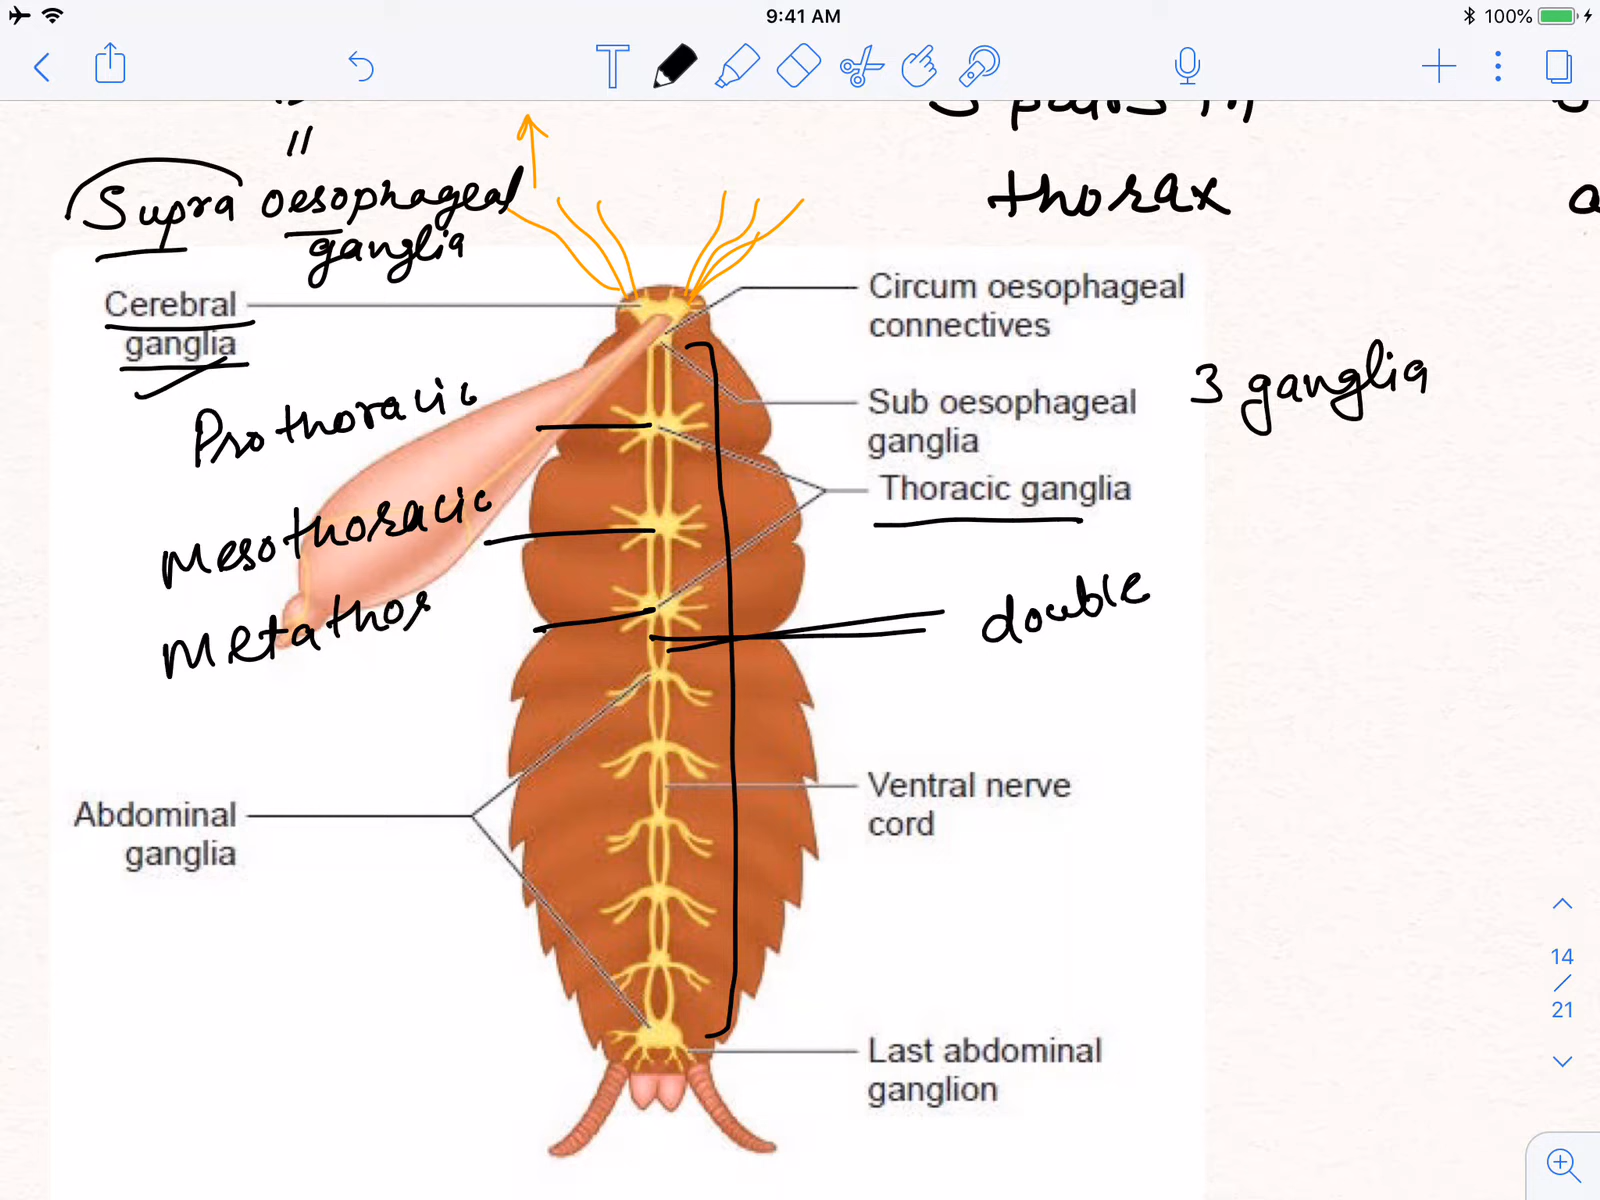 9:41 AM
100%
thorax
Supra oesophageal
ganglia
Cerebral
ganglia
Circum oesophageal
connectives
Prothoracic
Sub oesophageal
ganglia
3 ganglia
Thoracic ganglia
Mesothoracic
Metathor
double
Abdominal
ganglia
Ventral nerve
cord
14
/
21
Last abdominal
ganglion